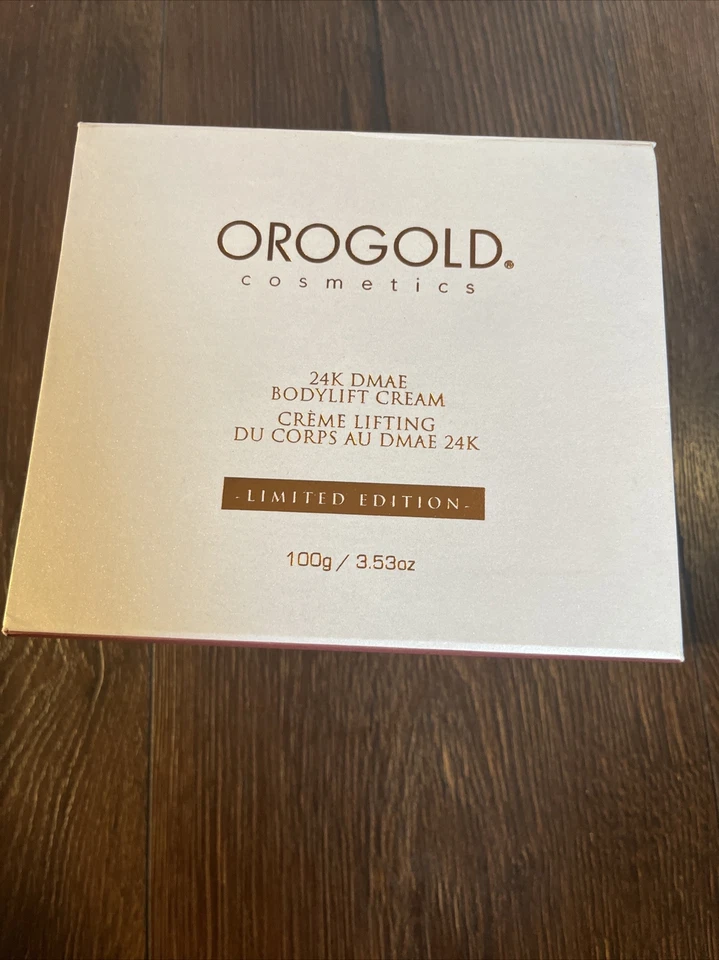 OROGOLD®
cosmetics
24K DMAE
BODYLIFT CREAM
CRÈME LIFTING
DU CORPS AU DMAE 24K
-LIMITED EDITION-
100g / 3.53oz